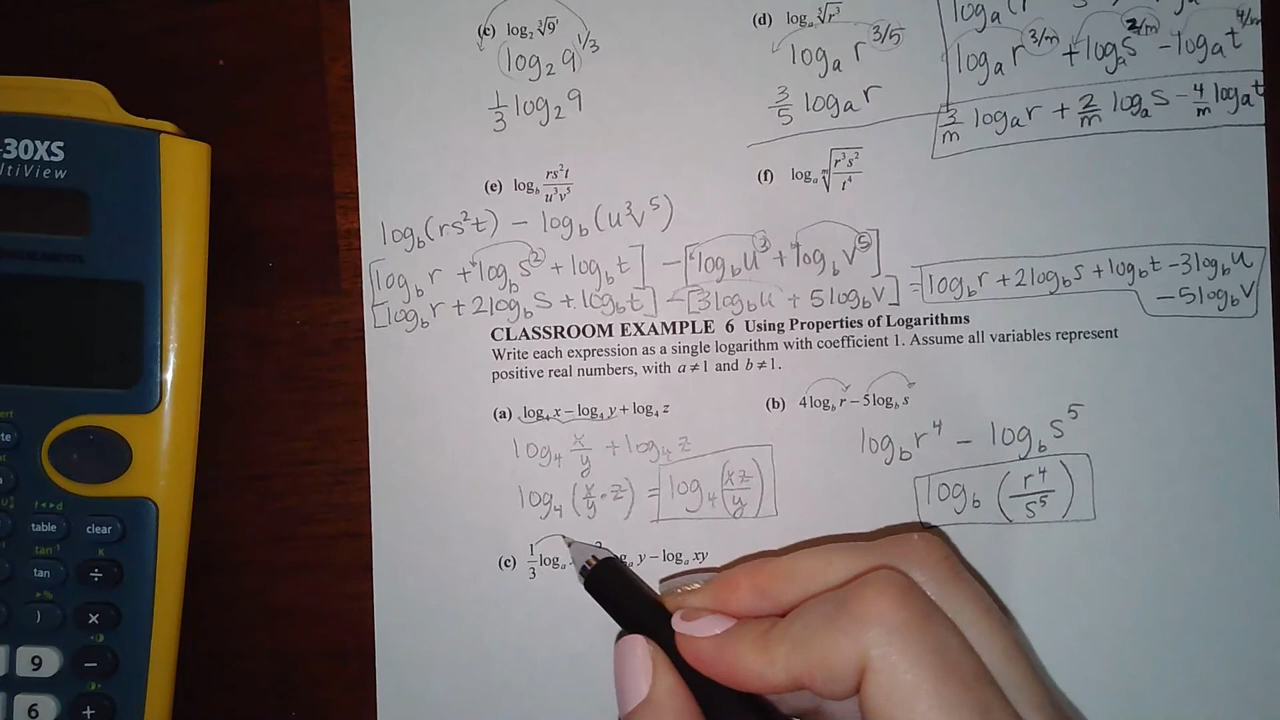 (c) log₂ ∛9
log₂ 9^1/3
1/3 log₂ 9
(d) logₐ ∛r³
logₐ r^3/5
3/5 logₐ r
logₐ r^3/m + logₐ s^2/m − logₐ t^4/m
3/m logₐ r + 2/m logₐ s − 4/m logₐ t
(e) log_b rs²t/u³v⁵
log_b(rs²t) − log_b(u³v⁵)
[log_b r + log_b s² + log_b t] − [log_b u³ + log_b v⁵]
[log_b r + 2log_b s + log_b t] − [3log_b u + 5log_b v] = log_b r + 2log_b s + log_b t − 3log_b u
− 5log_b v
(f) logₐ ᵐ√r³s²/t⁴
CLASSROOM EXAMPLE 6 Using Properties of Logarithms
Write each expression as a single logarithm with coefficient 1. Assume all variables represent
positive real numbers, with a ≠ 1 and b ≠ 1.
(a) log₄ x − log₄ y + log₄ z
log₄ x/y + log₄ z
log₄ (x/y · z) = log₄ (xz/y)
(b) 4 log_b r − 5 log_b s
log_b r⁴ − log_b s⁵
log_b (r⁴/s⁵)
(c) 1/3 logₐ y − logₐ xy
30XS
MultiView
table
clear
tan⁻¹
tan
÷
)
×
9
−
6
+